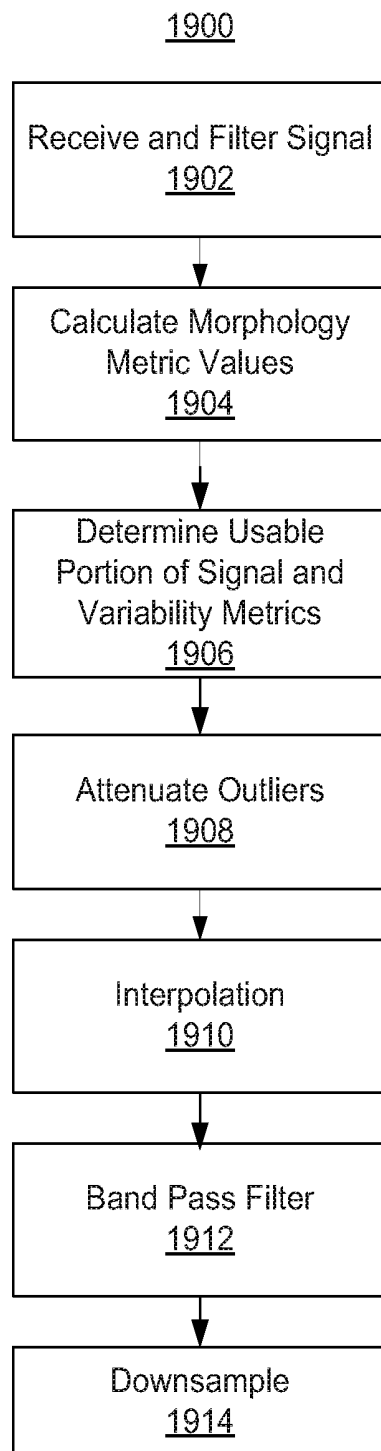 1900
Receive and Filter Signal
1902
Calculate Morphology
Metric Values
1904
Determine Usable
Portion of Signal and
Variability Metrics
1906
Attenuate Outliers
1908
Interpolation
1910
Band Pass Filter
1912
Downsample
1914